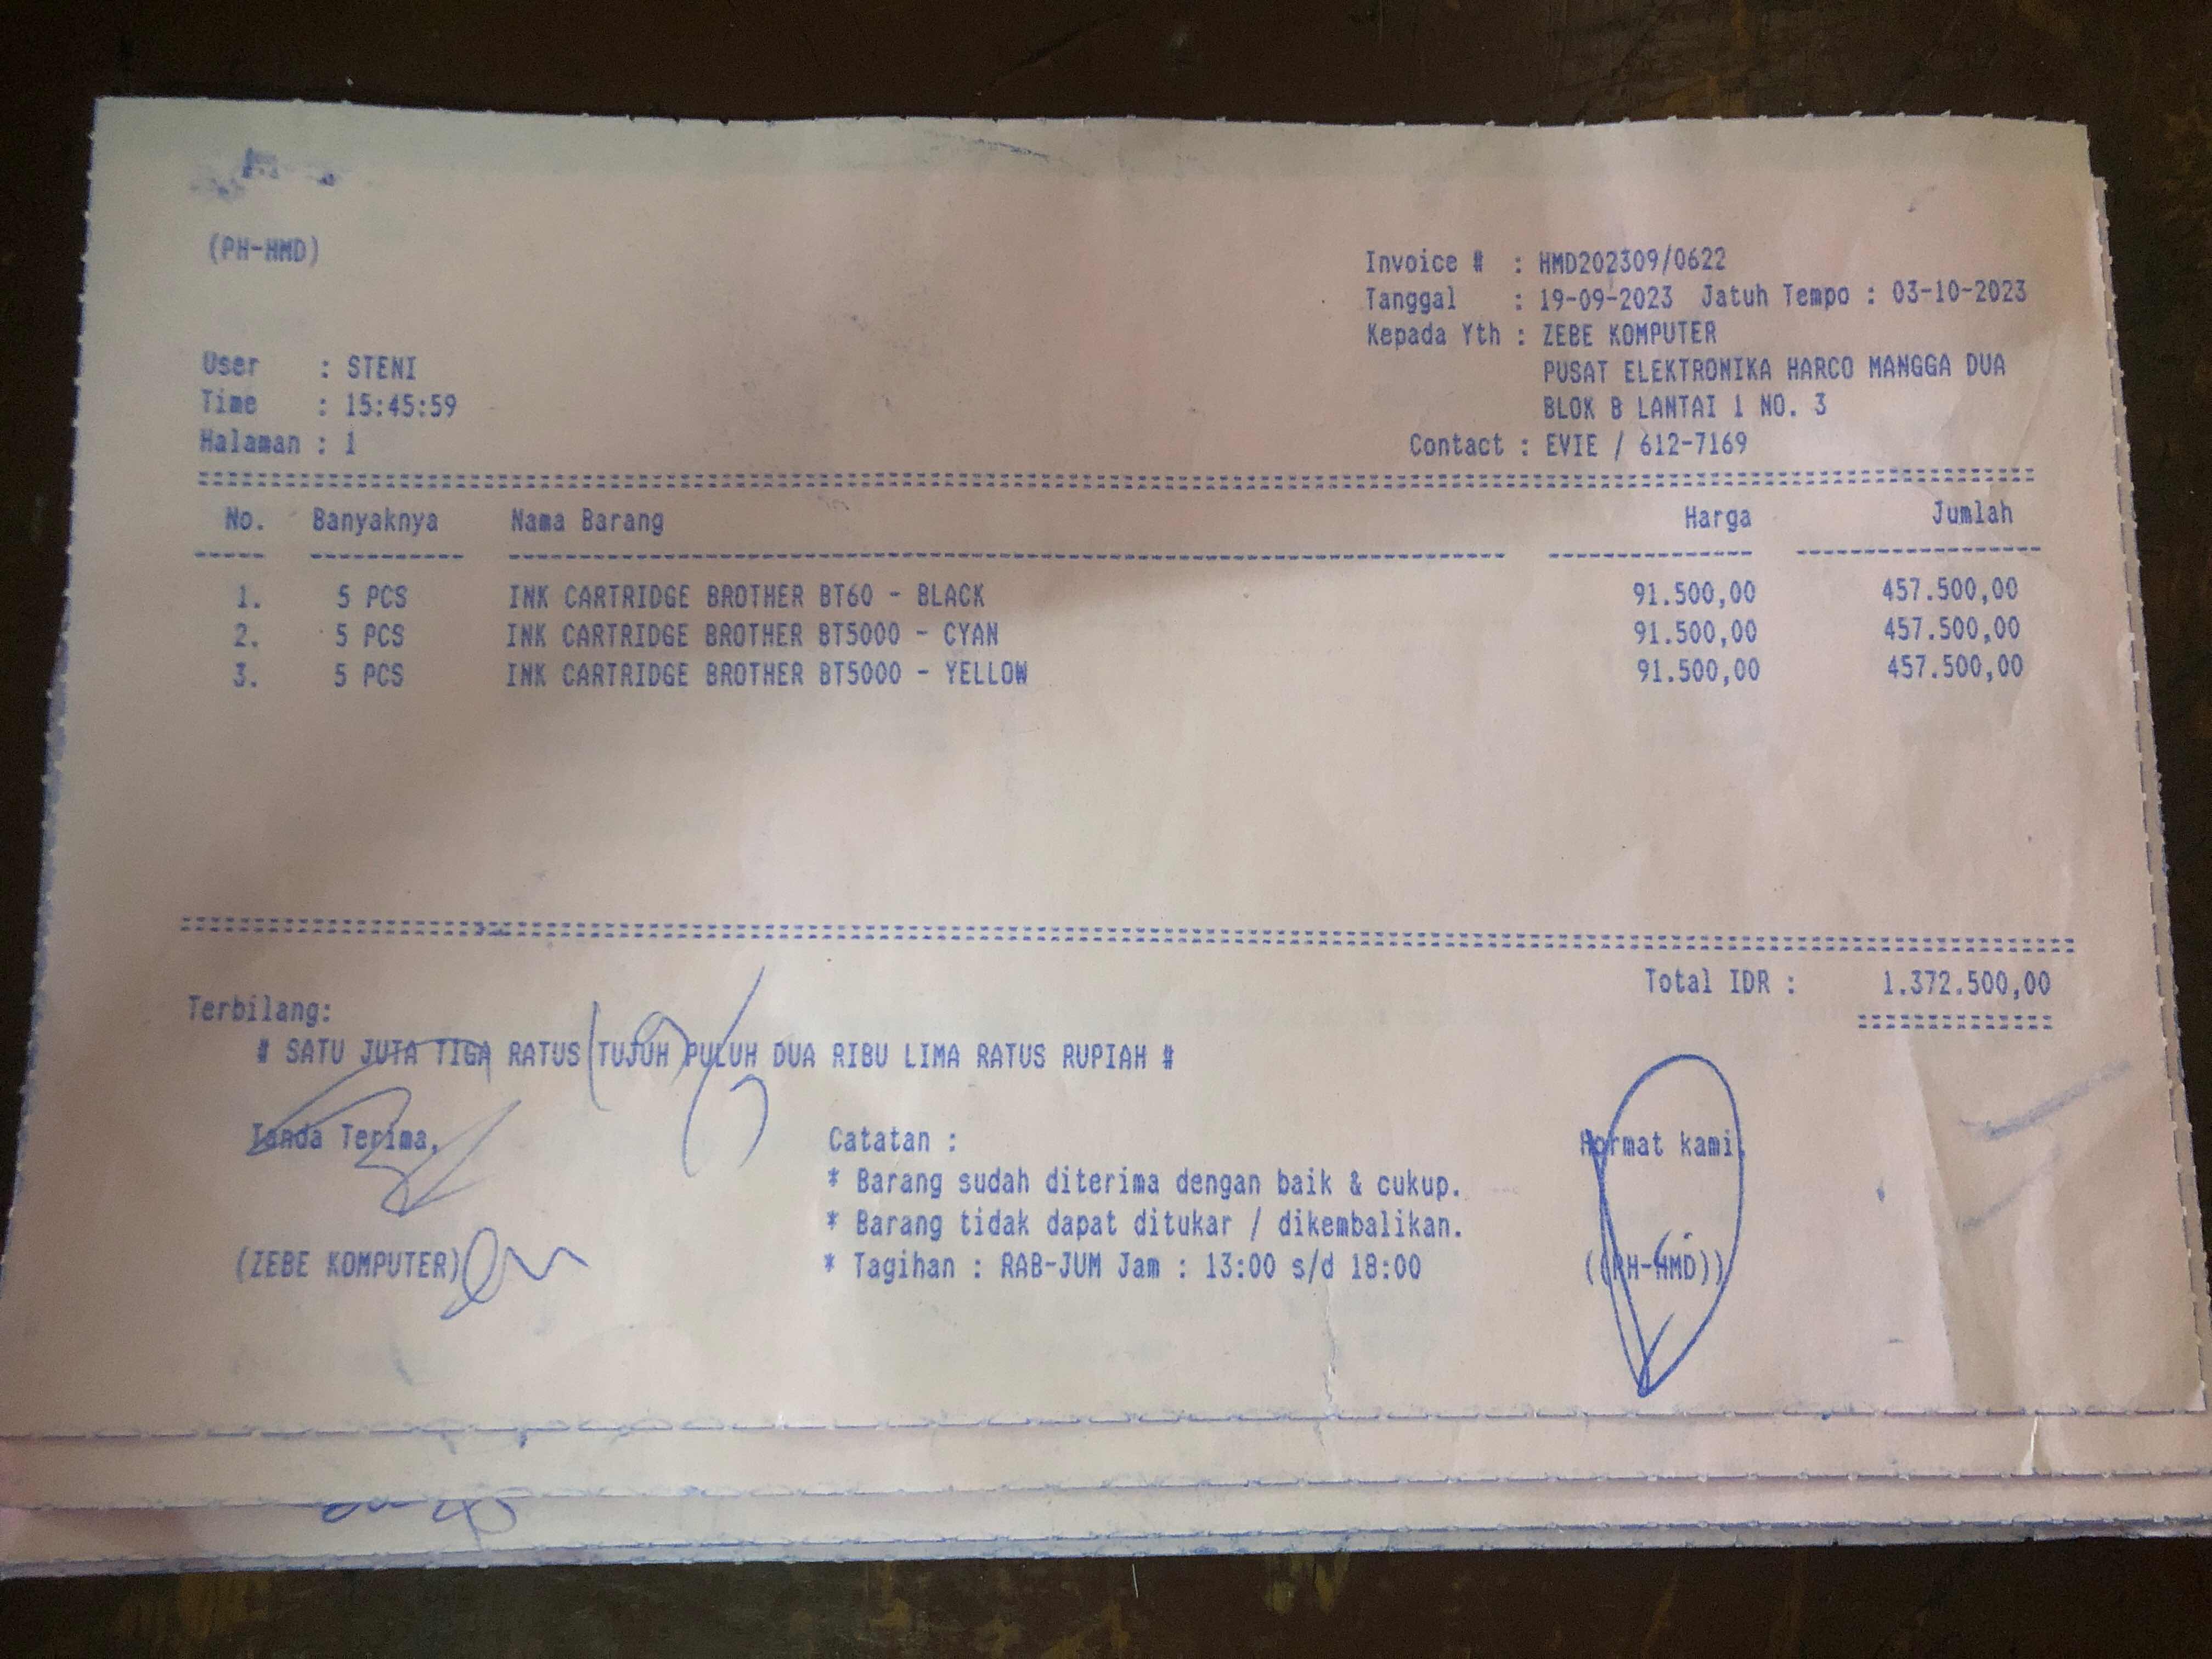 (PH-HMD)
Invoice # : HMD202309/0622
Tanggal : 19-09-2023 Jatuh Tempo : 03-10-2023
Kepada Yth : ZEBE KOMPUTER
PUSAT ELEKTRONIKA HARCO MANGGA DUA
BLOK B LANTAI 1 NO. 3
Contact : EVIE / 612-7169
User : STENI
Time : 15:45:59
Halaman : 1
No. Banyaknya Nama Barang Harga Jumlah
1. 5 PCS INK CARTRIDGE BROTHER BT60 - BLACK 91.500,00 457.500,00
2. 5 PCS INK CARTRIDGE BROTHER BT5000 - CYAN 91.500,00 457.500,00
3. 5 PCS INK CARTRIDGE BROTHER BT5000 - YELLOW 91.500,00 457.500,00
Total IDR : 1.372.500,00
Terbilang:
# SATU JUTA TIGA RATUS TUJUH PULUH DUA RIBU LIMA RATUS RUPIAH #
Tanda Terima,
(ZEBE KOMPUTER)
Catatan :
* Barang sudah diterima dengan baik & cukup.
* Barang tidak dapat ditukar / dikembalikan.
* Tagihan : RAB-JUM Jam : 13:00 s/d 18:00
Hormat kami,
((PH-HMD))